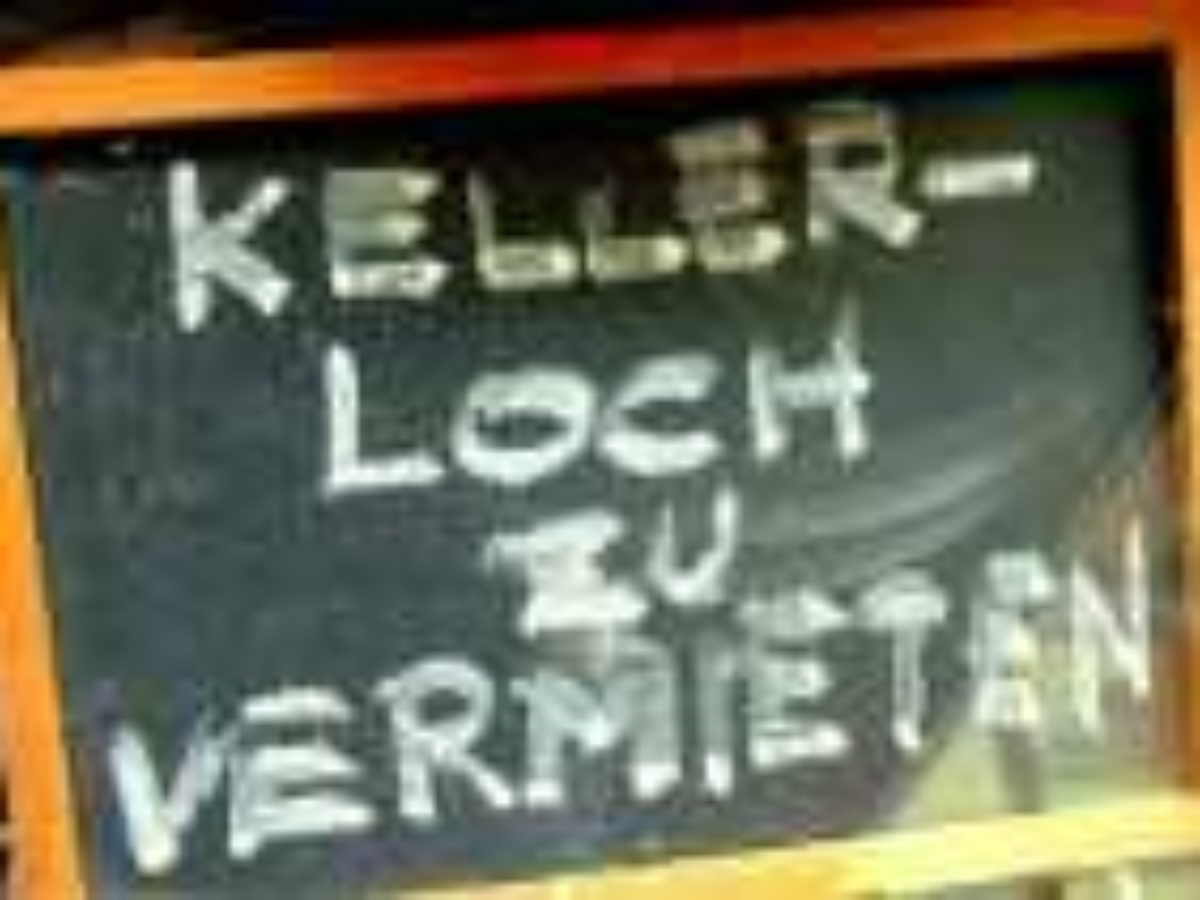 KELLER-
LOCH
ZU
VERMIETEN